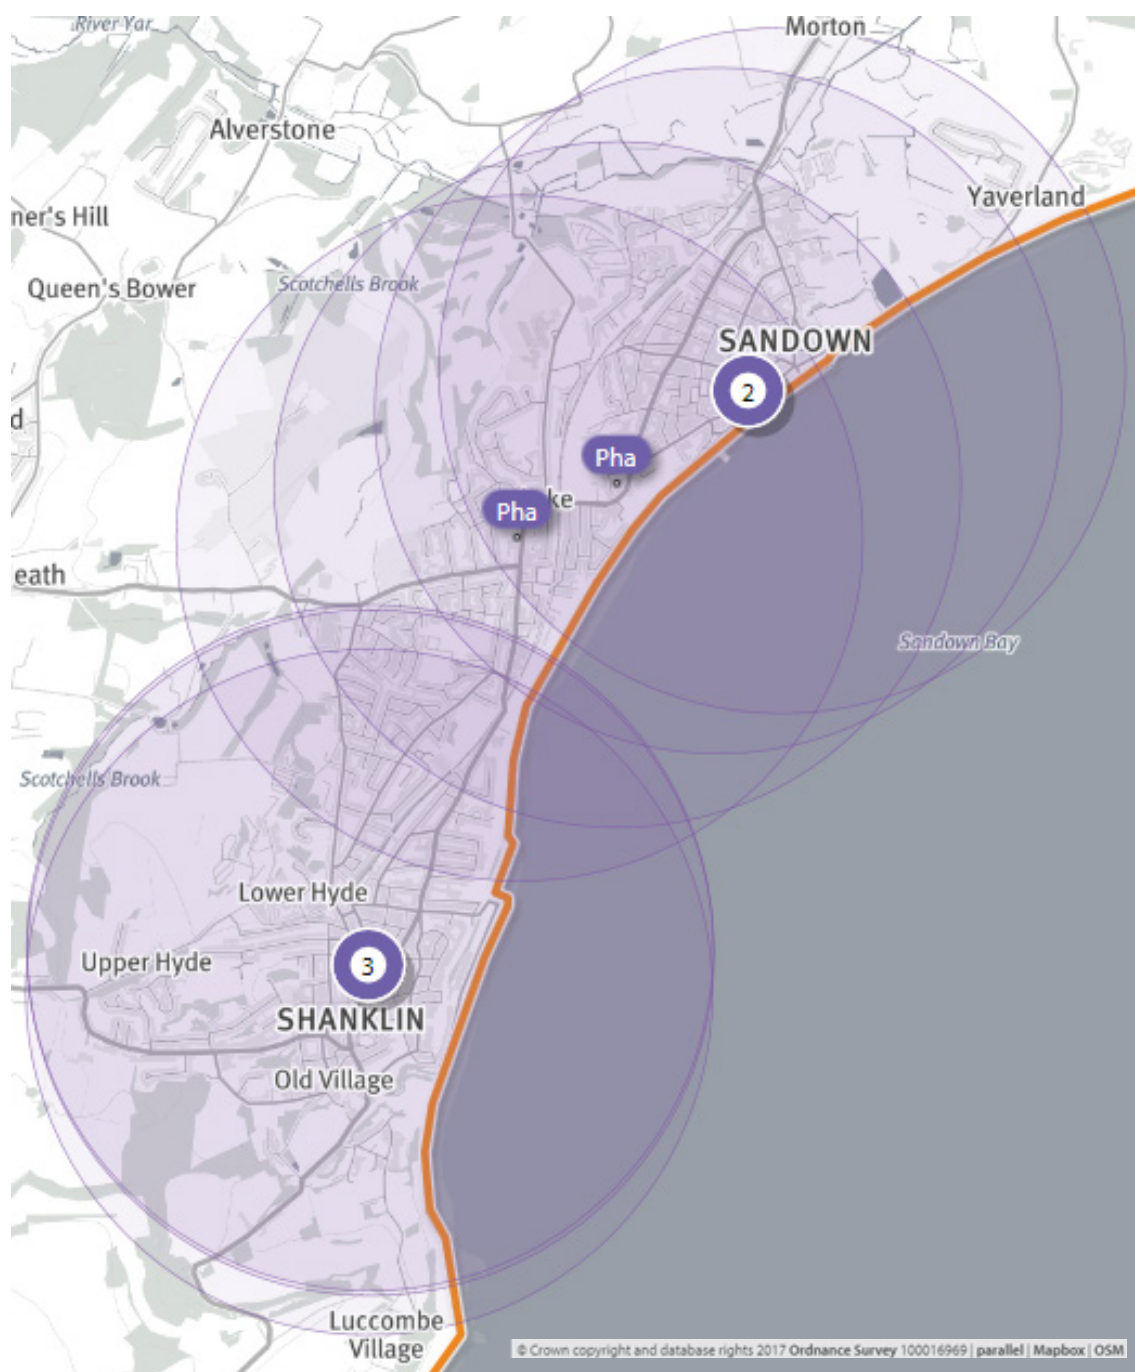 River Yar
Morton
Alverstone
Yaverland
ner's Hill
Scotchells Brook
Queen's Bower
SANDOWN
2
d
Pha
Pha
ke
eath
Sandown Bay
Scotchells Brook
Lower Hyde
Upper Hyde
3
SHANKLIN
Old Village
Luccombe
Village
© Crown copyright and database rights 2017 Ordnance Survey 100016969 | parallel | Mapbox | OSM